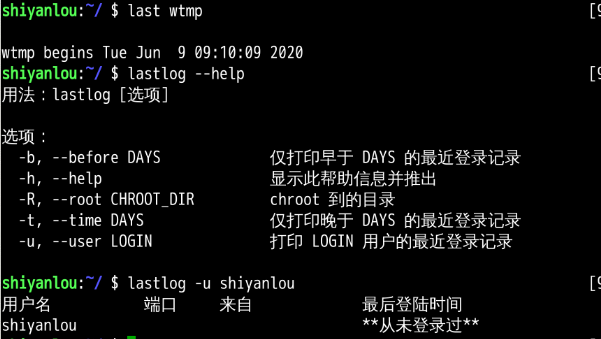 shiyanlou:~/ $ last wtmp [9
wtmp begins Tue Jun  9 09:10:09 2020
shiyanlou:~/ $ lastlog --help [9
用法：lastlog [选项]
选项：
-b, --before DAYS 仅打印早于 DAYS 的最近登录记录
-h, --help 显示此帮助信息并推出
-R, --root CHROOT_DIR chroot 到的目录
-t, --time DAYS 仅打印晚于 DAYS 的最近登录记录
-u, --user LOGIN 打印 LOGIN 用户的最近登录记录
shiyanlou:~/ $ lastlog -u shiyanlou [9
用户名 端口 来自 最后登陆时间
shiyanlou **从未登录过**